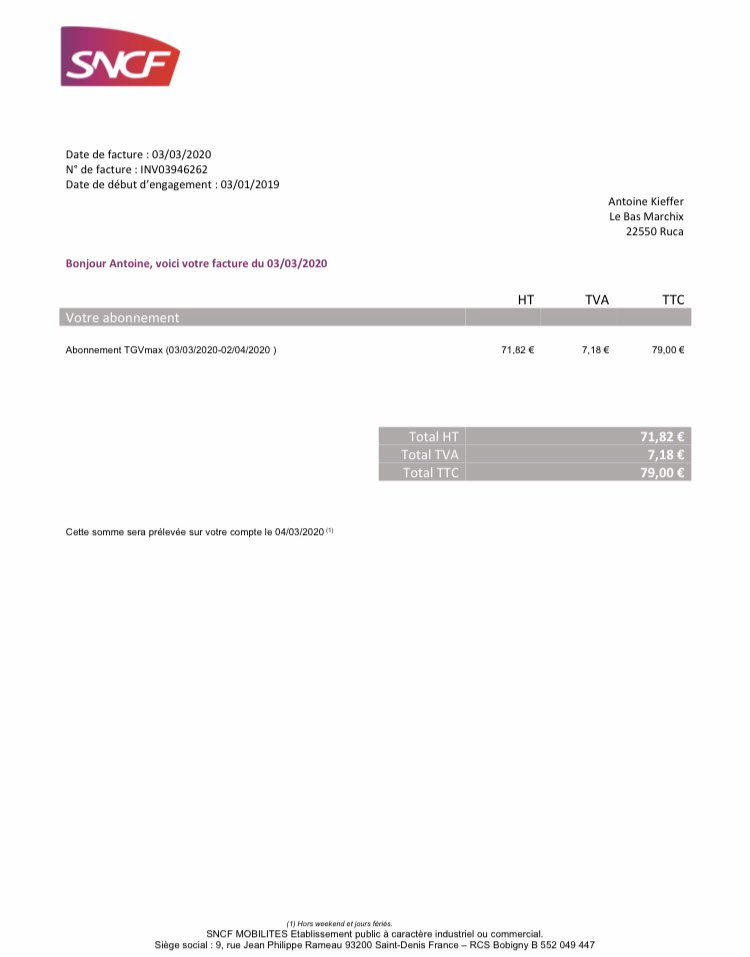 SNCF
Date de facture : 03/03/2020
N° de facture : INV03946262
Date de début d'engagement : 03/01/2019
Antoine Kieffer
Le Bas Marchix
22550 Ruca
Bonjour Antoine, voici votre facture du 03/03/2020
HT TVA TTC
Votre abonnement
Abonnement TGVmax (03/03/2020-02/04/2020 ) 71,82 € 7,18 € 79,00 €
Total HT 71,82 €
Total TVA 7,18 €
Total TTC 79,00 €
Cette somme sera prélevée sur votre compte le 04/03/2020 (1)
(1) Hors weekend et jours fériés.
SNCF MOBILITES Etablissement public à caractère industriel ou commercial.
Siège social : 9, rue Jean Philippe Rameau 93200 Saint-Denis France – RCS Bobigny B 552 049 447